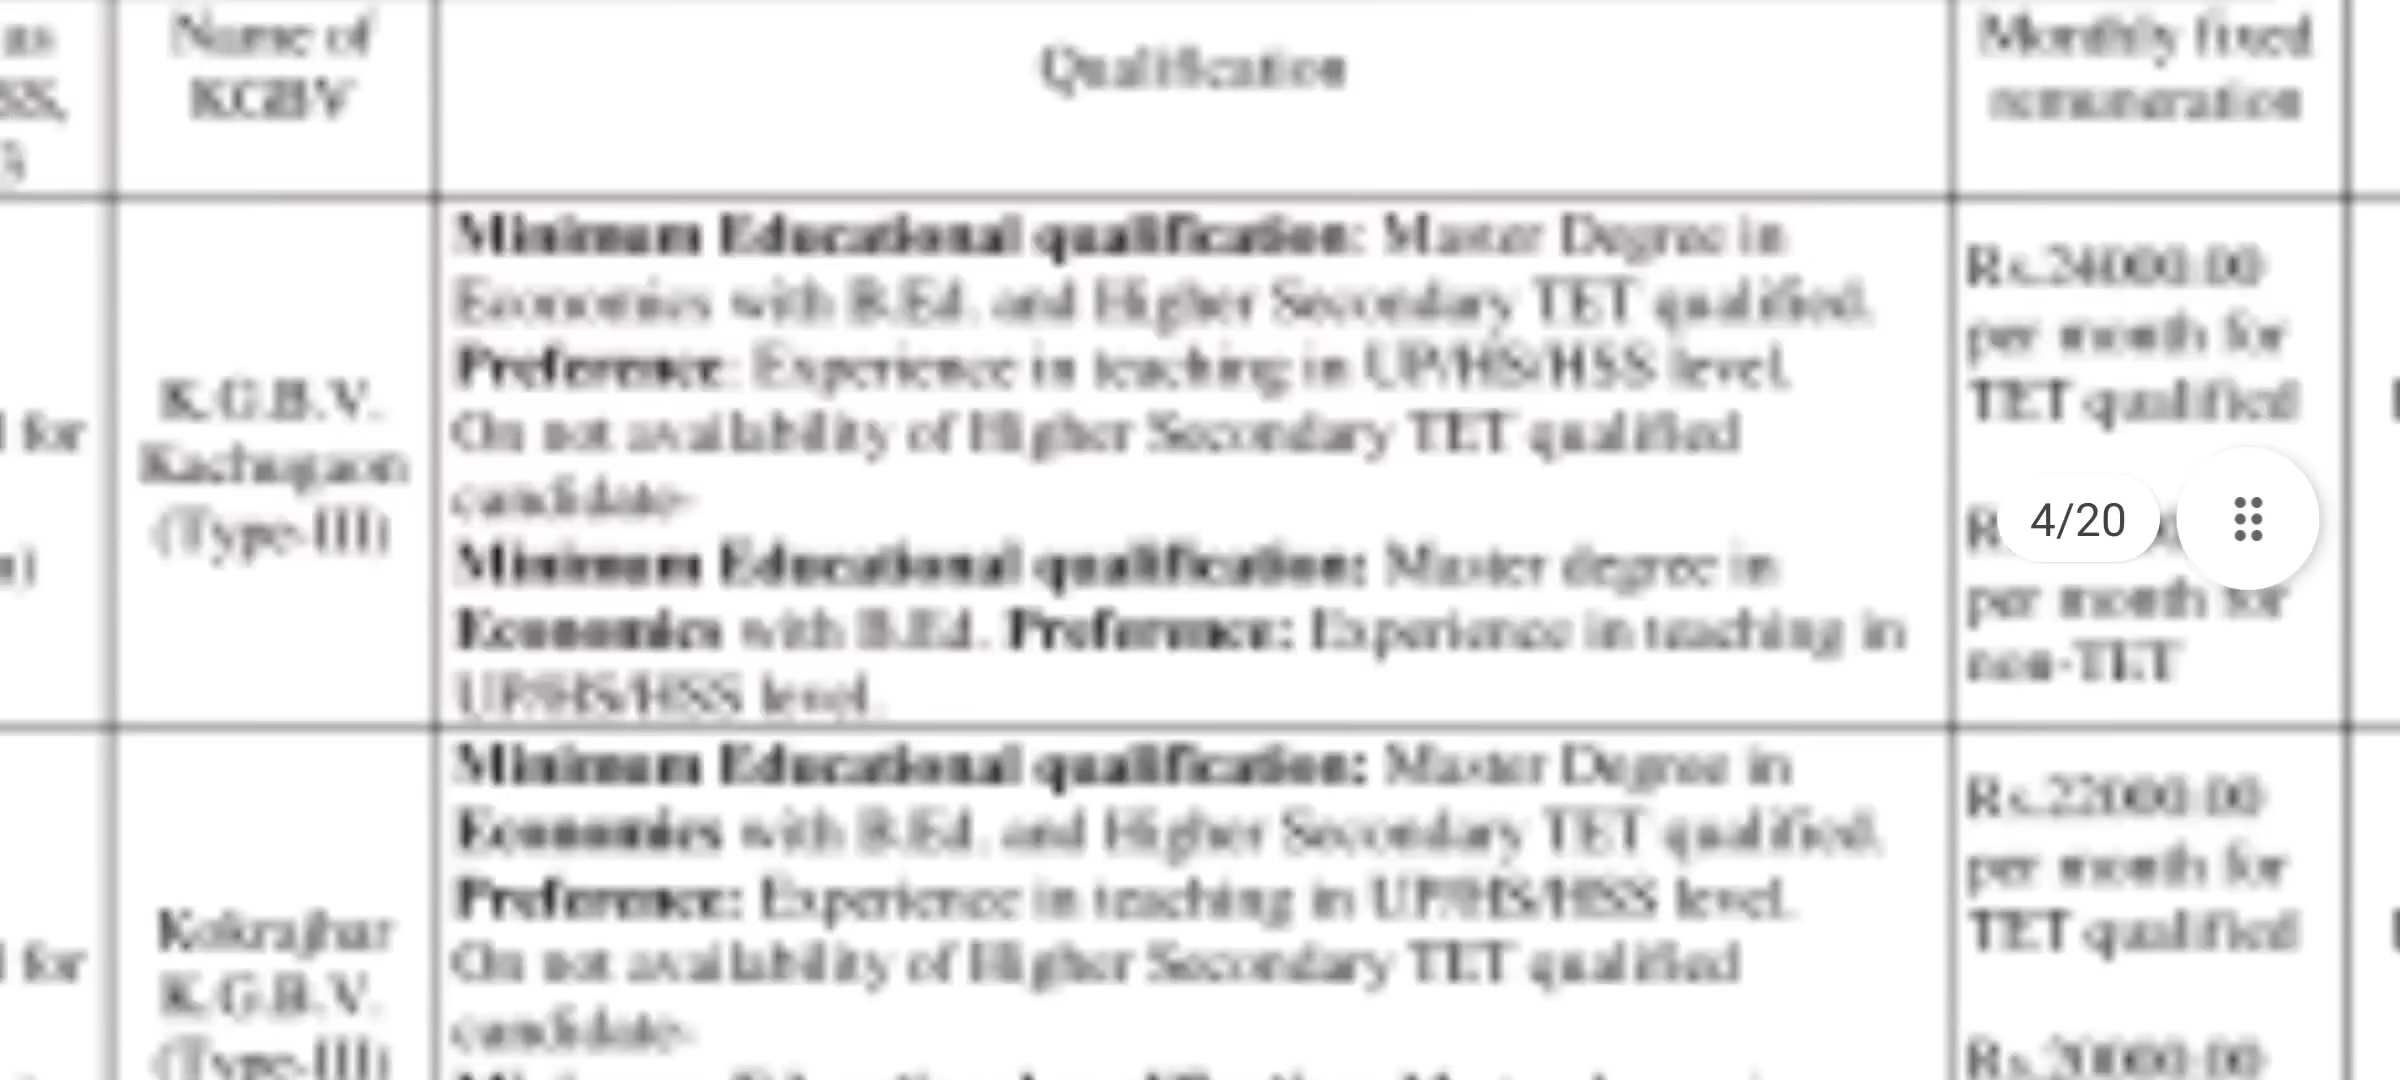 as
SS,
Name of
KGBV
Qualification
Monthly fixed
remuneration
l for
K.G.B.V.
Kachugaon
(Type-III)
Minimum Educational qualification: Master Degree in
Economics with B.Ed. and Higher Secondary TET qualified.
Preference: Experience in teaching in UP/HS/HSS level.
On not availability of Higher Secondary TET qualified
candidate-
Minimum Educational qualification: Master degree in
Economics with B.Ed. Preference: Experience in teaching in
UP/HS/HSS level.
Rs.24000.00
per month for
TET qualified
per month for
non-TET
4/20
l for
Kokrajhar
K.G.B.V.
(Type-III)
Minimum Educational qualification: Master Degree in
Economics with B.Ed. and Higher Secondary TET qualified.
Preference: Experience in teaching in UP/HS/HSS level.
On not availability of Higher Secondary TET qualified
candidate-
Rs.22000.00
per month for
TET qualified
Rs.20000.00